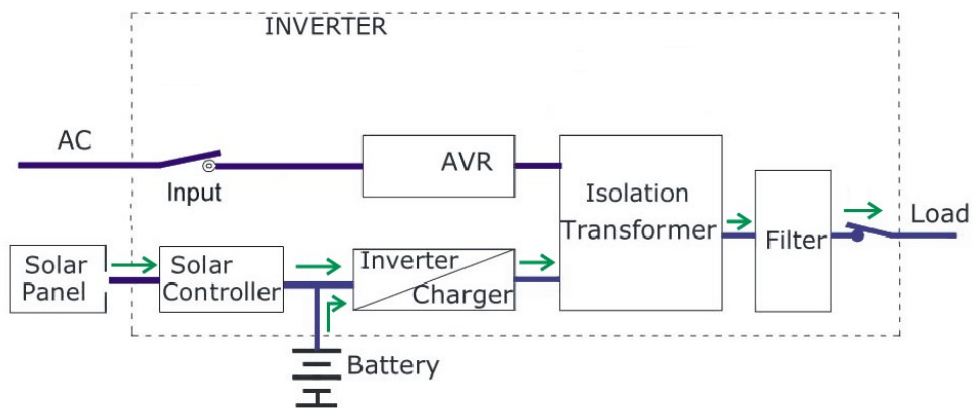 INVERTER
AC
Input
AVR
Isolation
Transformer
Filter
Load
Solar
Panel
Solar
Controller
Inverter
Charger
Battery